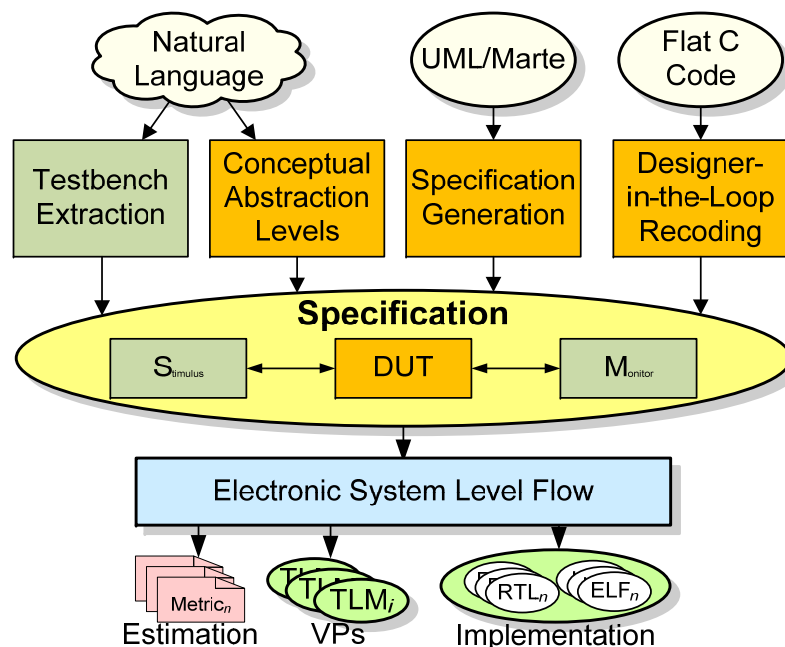 Natural
Language
UML/Marte
Flat C
Code
Testbench
Extraction
Conceptual
Abstraction
Levels
Specification
Generation
Designer-
in-the-Loop
Recoding
Specification
Stimulus
DUT
Monitor
Electronic System Level Flow
Metricn
TLMi
RTLn
ELFn
Estimation
VPs
Implementation